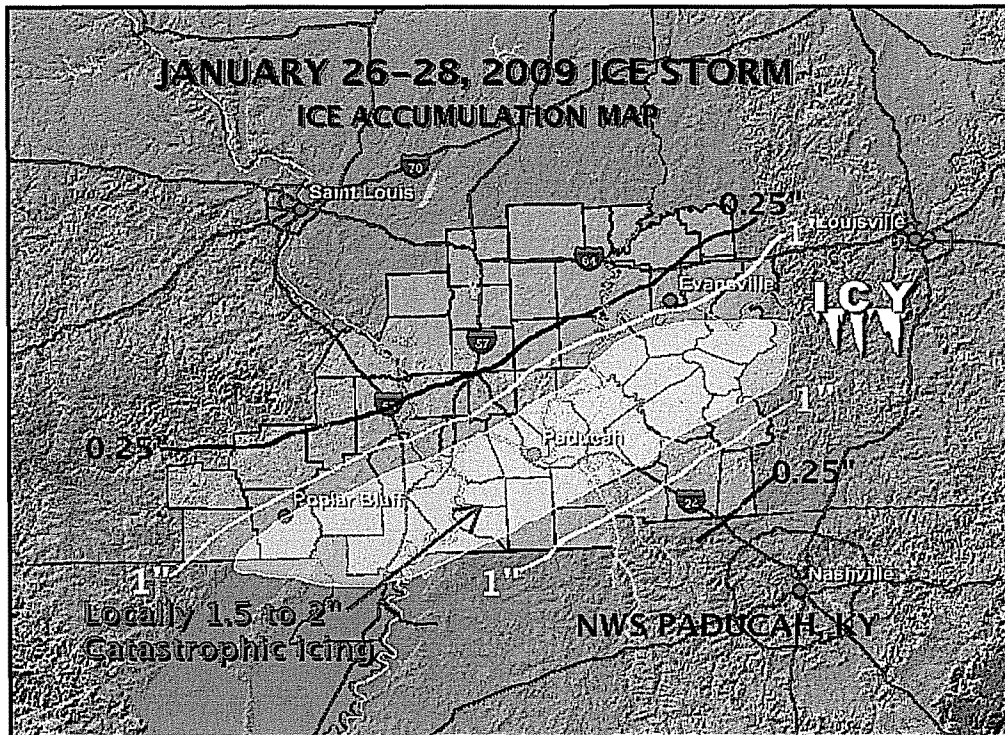 JANUARY 26-28, 2009 ICE STORM
ICE ACCUMULATION MAP
70
Saint Louis
0.25"
1"
Louisville
Evansville
ICY
57
1"
0.25"
Paducah
0.25"
Poplar Bluff
24
1"
1"
Nashville
Locally 1.5 to 2"
Catastrophic Icing
NWS PADUCAH, KY